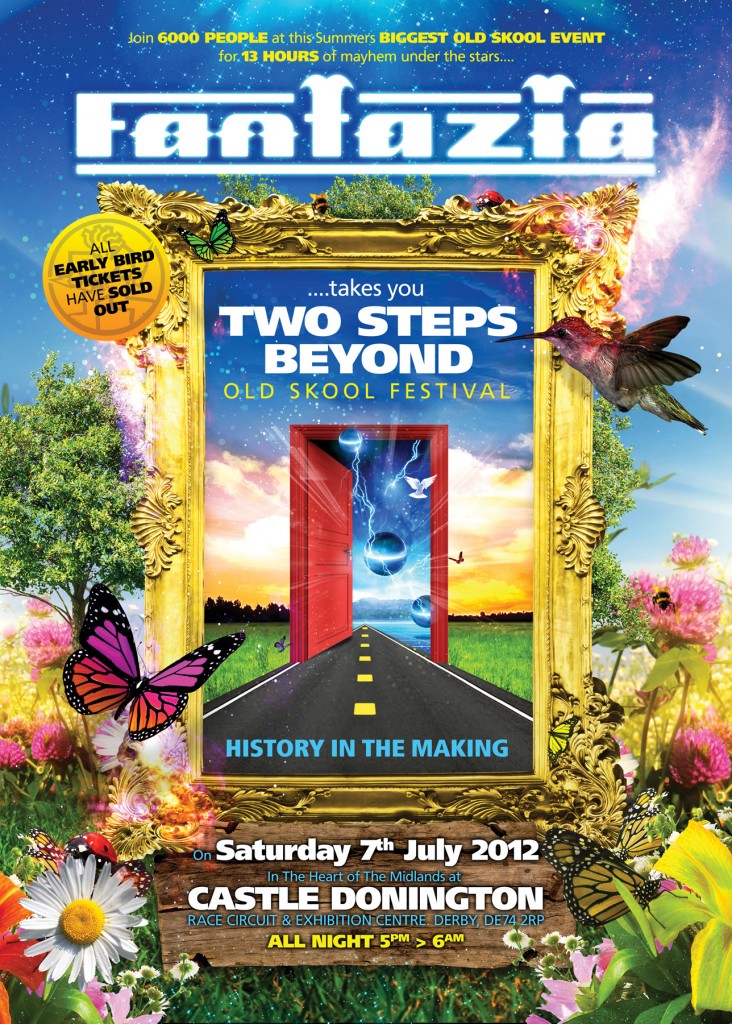 Join 6000 PEOPLE at this Summers BIGGEST OLD SKOOL EVENT
for 13 HOURS of mayhem under the stars....
Fantazia
ALL
EARLY BIRD
TICKETS
HAVE SOLD
OUT
....takes you
TWO STEPS
BEYOND
OLD SKOOL FESTIVAL
HISTORY IN THE MAKING
On Saturday 7th July 2012
In The Heart of The Midlands at
CASTLE DONINGTON
RACE CIRCUIT & EXHIBITION CENTRE. DERBY, DE74 2RP
ALL NIGHT 5PM > 6AM